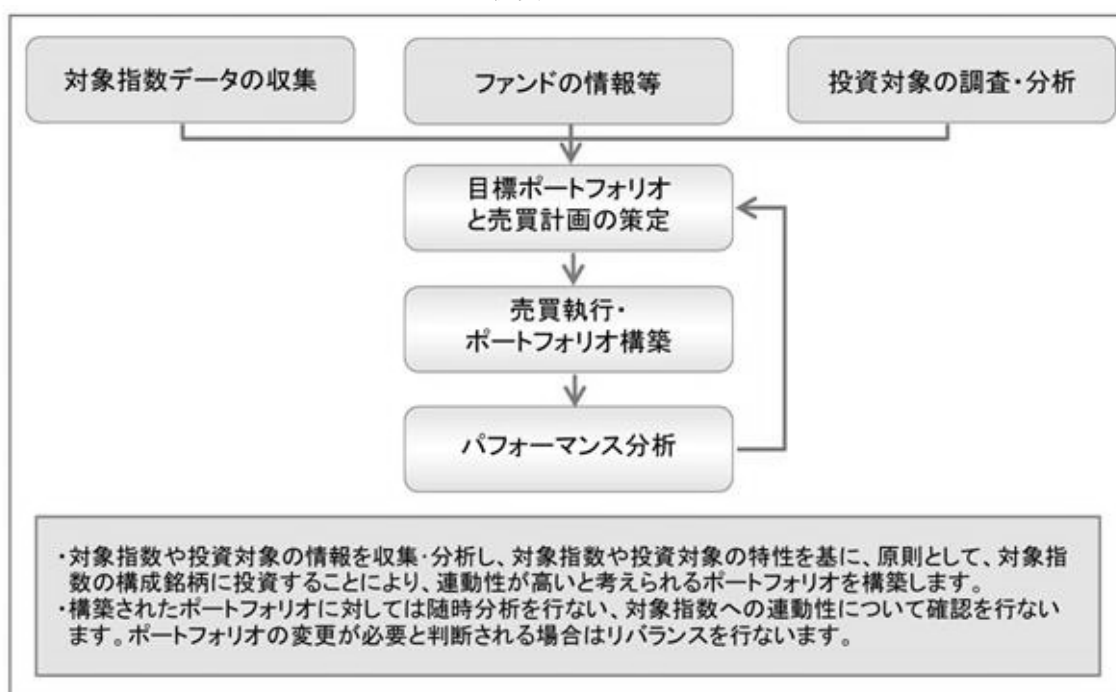 対象指数データの収集
ファンドの情報等
投資対象の調査・分析
目標ポートフォリオ
と売買計画の策定
売買執行・
ポートフォリオ構築
パフォーマンス分析
・対象指数や投資対象の情報を収集・分析し、対象指数や投資対象の特性を基に、原則として、対象指
数の構成銘柄に投資することにより、連動性が高いと考えられるポートフォリオを構築します。
・構築されたポートフォリオに対しては随時分析を行ない、対象指数への連動性について確認を行ない
ます。ポートフォリオの変更が必要と判断される場合はリバランスを行ないます。